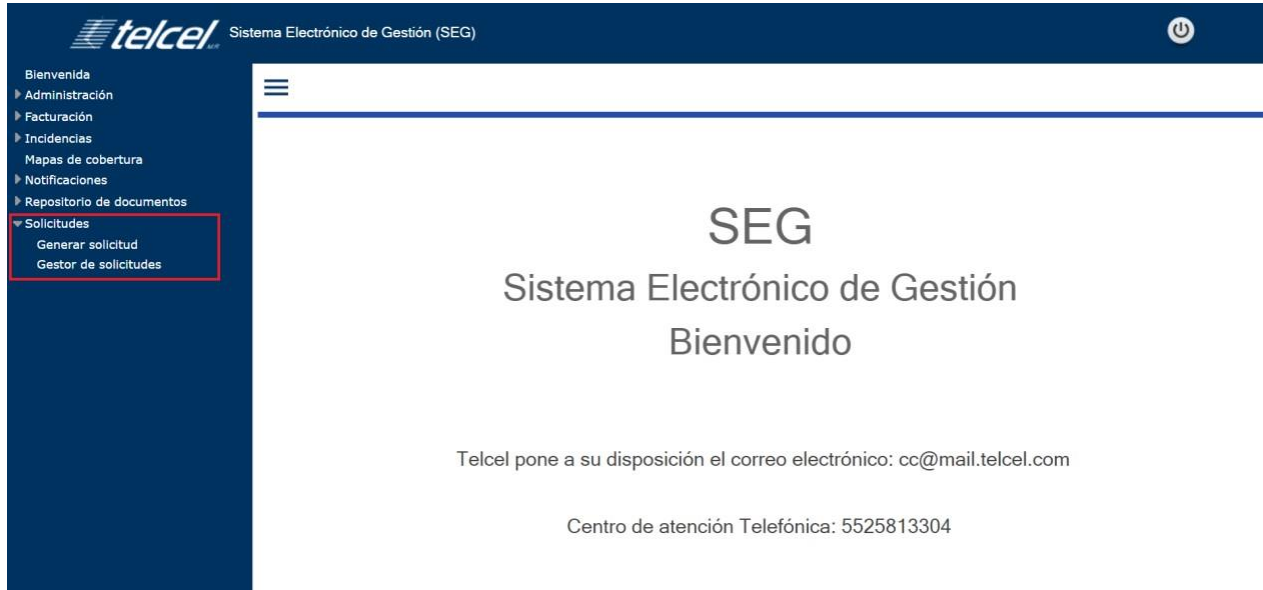 telcel Sistema Electrónico de Gestión (SEG)
Bienvenida
Administración
Facturación
Incidencias
Mapas de cobertura
Notificaciones
Repositorio de documentos
Solicitudes
Generar solicitud
Gestor de solicitudes
SEG
Sistema Electrónico de Gestión
Bienvenido
Telcel pone a su disposición el correo electrónico: cc@mail.telcel.com
Centro de atención Telefónica: 5525813304